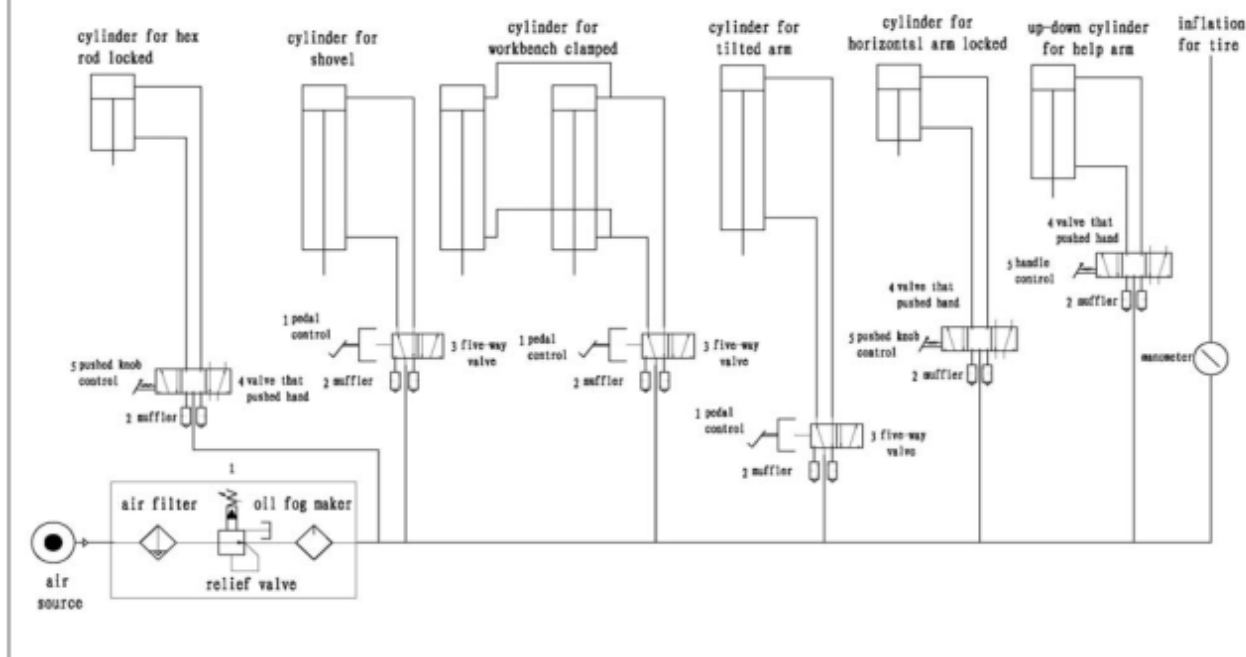 cylinder for hex
rod locked
cylinder for
shovel
cylinder for
workbench clamped
cylinder for
tilted arm
cylinder for
horizontal arm locked
up-down cylinder
for help arm
inflation
for tire
4 valve that
pushed hand
5 handle
control
2 muffler
4 valve that
pushed hand
1 pedal
control
3 five-way
valve
2 muffler
1 pedal
control
3 five-way
valve
2 muffler
5 pushed knob
control
2 muffler
manometer
5 pushed knob
control
4 valve that
pushed hand
2 muffler
1 pedal
control
3 five-way
valve
2 muffler
1
air filter
oil fog maker
relief valve
air
source